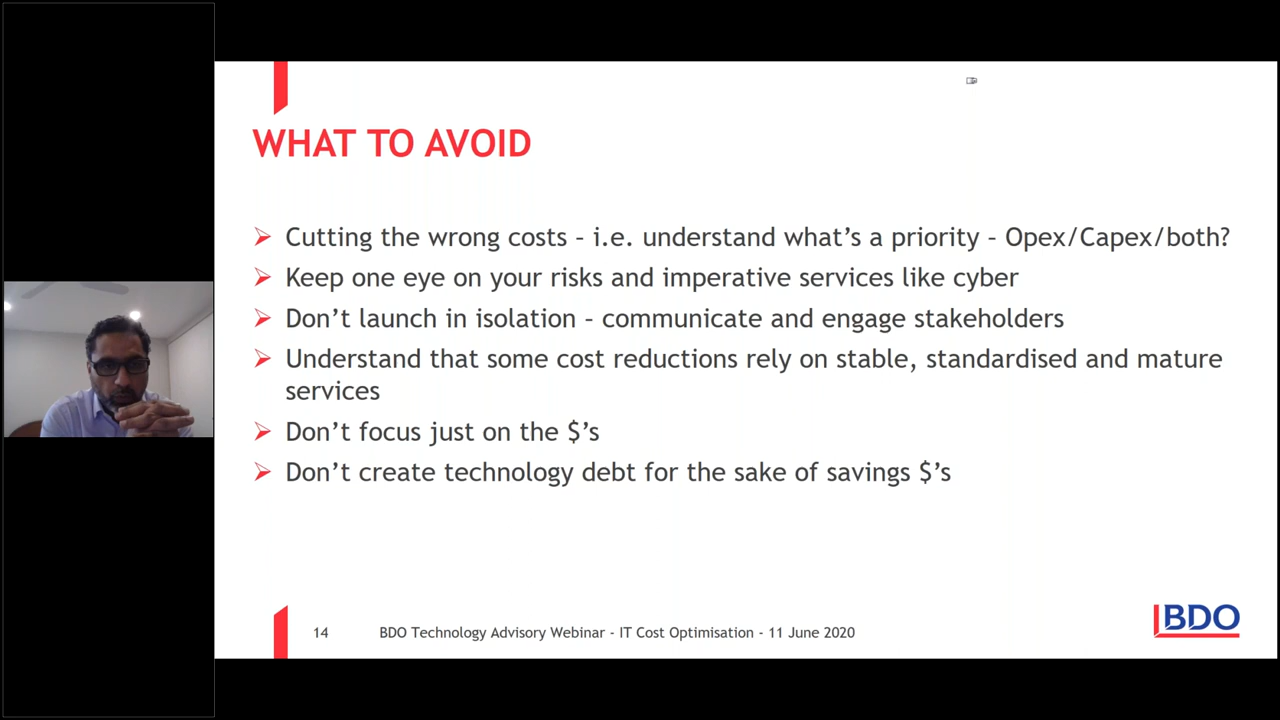 WHAT TO AVOID
Cutting the wrong costs – i.e. understand what’s a priority – Opex/Capex/both?
Keep one eye on your risks and imperative services like cyber
Don’t launch in isolation – communicate and engage stakeholders
Understand that some cost reductions rely on stable, standardised and mature
services
Don’t focus just on the $’s
Don’t create technology debt for the sake of savings $’s
14 BDO Technology Advisory Webinar - IT Cost Optimisation - 11 June 2020
BDO